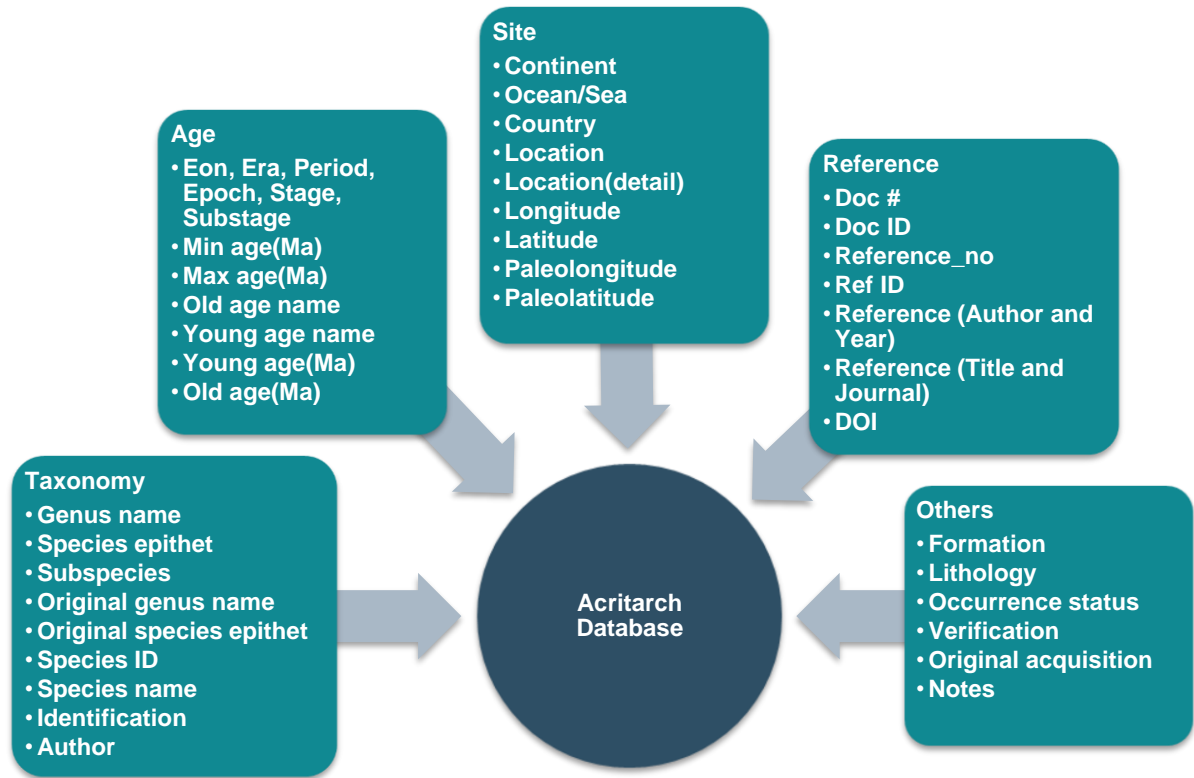 Site
• Continent
• Ocean/Sea
• Country
• Location
• Location(detail)
• Longitude
• Latitude
• Paleolongitude
• Paleolatitude
Age
• Eon, Era, Period,
Epoch, Stage,
Substage
• Min age(Ma)
• Max age(Ma)
• Old age name
• Young age name
• Young age(Ma)
• Old age(Ma)
Reference
• Doc #
• Doc ID
• Reference_no
• Ref ID
• Reference (Author and
Year)
• Reference (Title and
Journal)
• DOI
Taxonomy
• Genus name
• Species epithet
• Subspecies
• Original genus name
• Original species epithet
• Species ID
• Species name
• Identification
• Author
Others
• Formation
• Lithology
• Occurrence status
• Verification
• Original acquisition
• Notes
Acritarch
Database